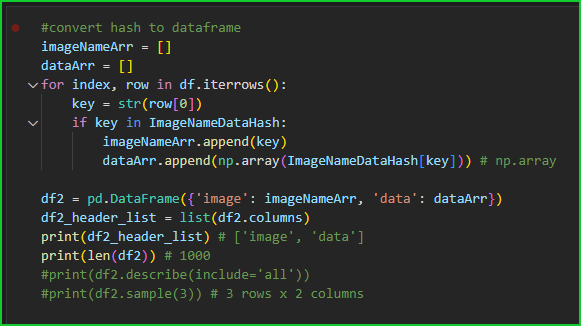 #convert hash to dataframe
imageNameArr = []
dataArr = []
for index, row in df.iterrows():
    key = str(row[0])
    if key in ImageNameDataHash:
        imageNameArr.append(key)
        dataArr.append(np.array(ImageNameDataHash[key])) # np.array
df2 = pd.DataFrame({'image': imageNameArr, 'data': dataArr})
df2_header_list = list(df2.columns)
print(df2_header_list) # ['image', 'data']
print(len(df2)) # 1000
#print(df2.describe(include='all'))
#print(df2.sample(3)) # 3 rows x 2 columns